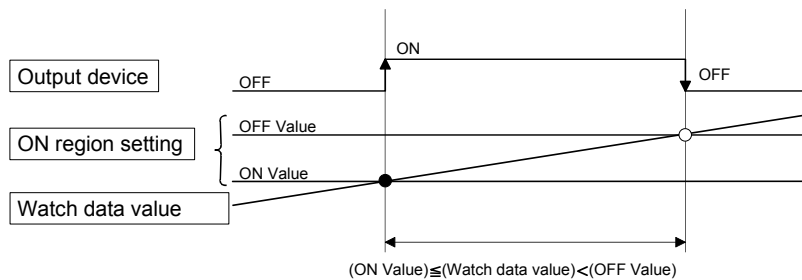 ON
Output device
OFF
OFF
OFF Value
ON region setting
ON Value
Watch data value
(ON Value)≦(Watch data value)<(OFF Value)